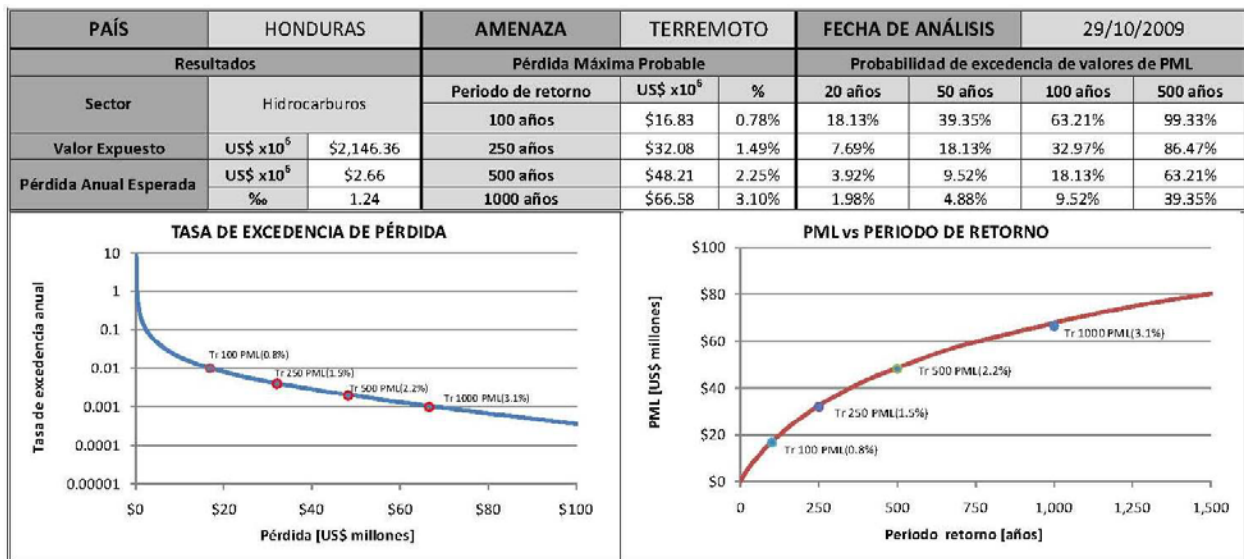 PAÍS HONDURAS AMENAZA TERREMOTO FECHA DE ANÁLISIS 29/10/2009
Resultados Pérdida Máxima Probable Probabilidad de excedencia de valores de PML
Sector Hidrocarburos Periodo de retorno US$ x10⁶ % 20 años 50 años 100 años 500 años
100 años $16.83 0.78% 18.13% 39.35% 63.21% 99.33%
Valor Expuesto US$ x10⁶ $2,146.36 250 años $32.08 1.49% 7.69% 18.13% 32.97% 86.47%
Pérdida Anual Esperada US$ x10⁶ $2.66 500 años $48.21 2.25% 3.92% 9.52% 18.13% 63.21%
‰ 1.24 1000 años $66.58 3.10% 1.98% 4.88% 9.52% 39.35%
TASA DE EXCEDENCIA DE PÉRDIDA
Tasa de excedencia anual
10
1
0.1
0.01
0.001
0.0001
0.00001
Tr 100 PML(0.8%)
Tr 250 PML(1.5%)
Tr 500 PML(2.2%)
Tr 1000 PML(3.1%)
$0 $20 $40 $60 $80 $100
Pérdida [US$ millones]
PML vs PERIODO DE RETORNO
PML [US$ millones]
$100
$80
$60
$40
$20
$0
Tr 1000 PML(3.1%)
Tr 500 PML(2.2%)
Tr 250 PML(1.5%)
Tr 100 PML(0.8%)
0 250 500 750 1,000 1,250 1,500
Periodo retorno [años]